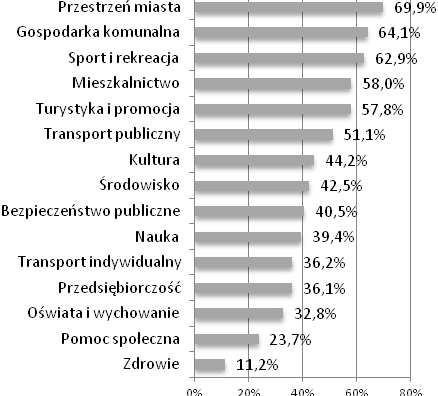 Przestrzeń miasta 69,9%
Gospodarka komunalna 64,1%
Sport i rekreacja 62,9%
Mieszkalnictwo 58,0%
Turystyka i promocja 57,8%
Transport publiczny 51,1%
Kultura 44,2%
Środowisko 42,5%
Bezpieczeństwo publiczne 40,5%
Nauka 39,4%
Transport indywidualny 36,2%
Przedsiębiorczość 36,1%
Oświata i wychowanie 32,8%
Pomoc społeczna 23,7%
Zdrowie 11,2%
0% 20% 40% 60% 80%